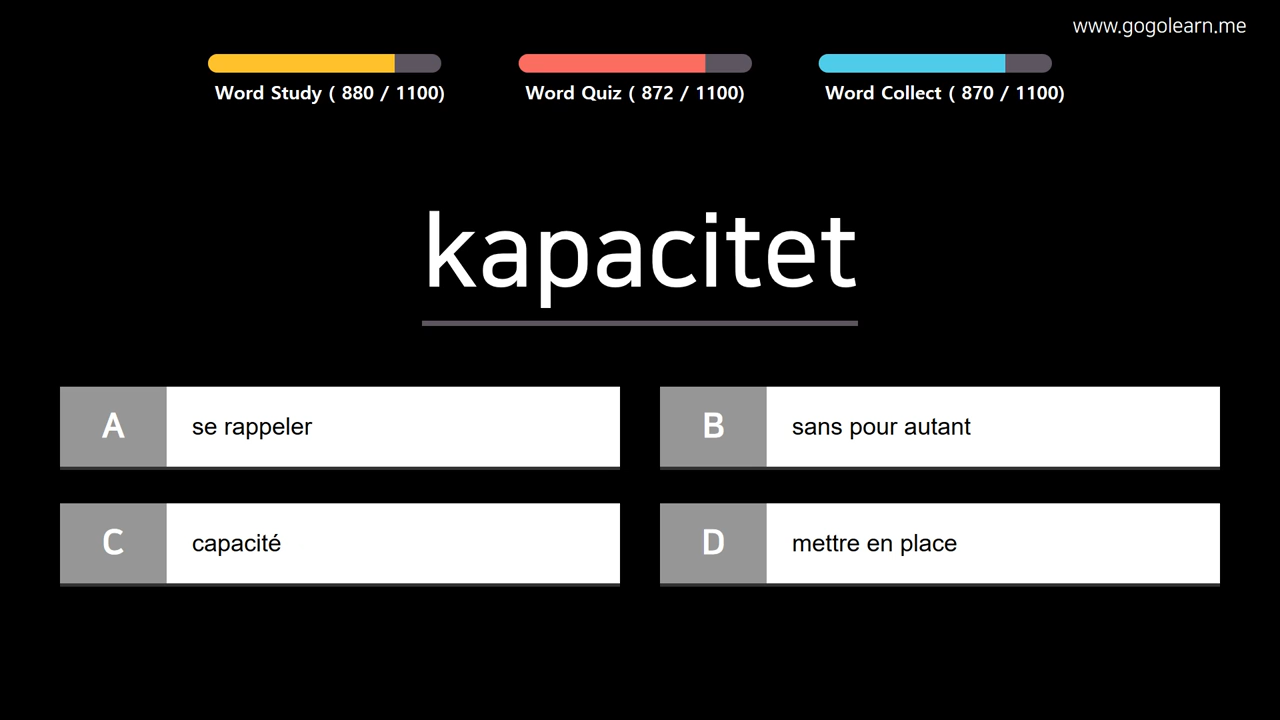 www.gogolearn.me
Word Study ( 880 / 1100)
Word Quiz ( 872 / 1100)
Word Collect ( 870 / 1100)
kapacitet
A
se rappeler
B
sans pour autant
C
capacité
D
mettre en place